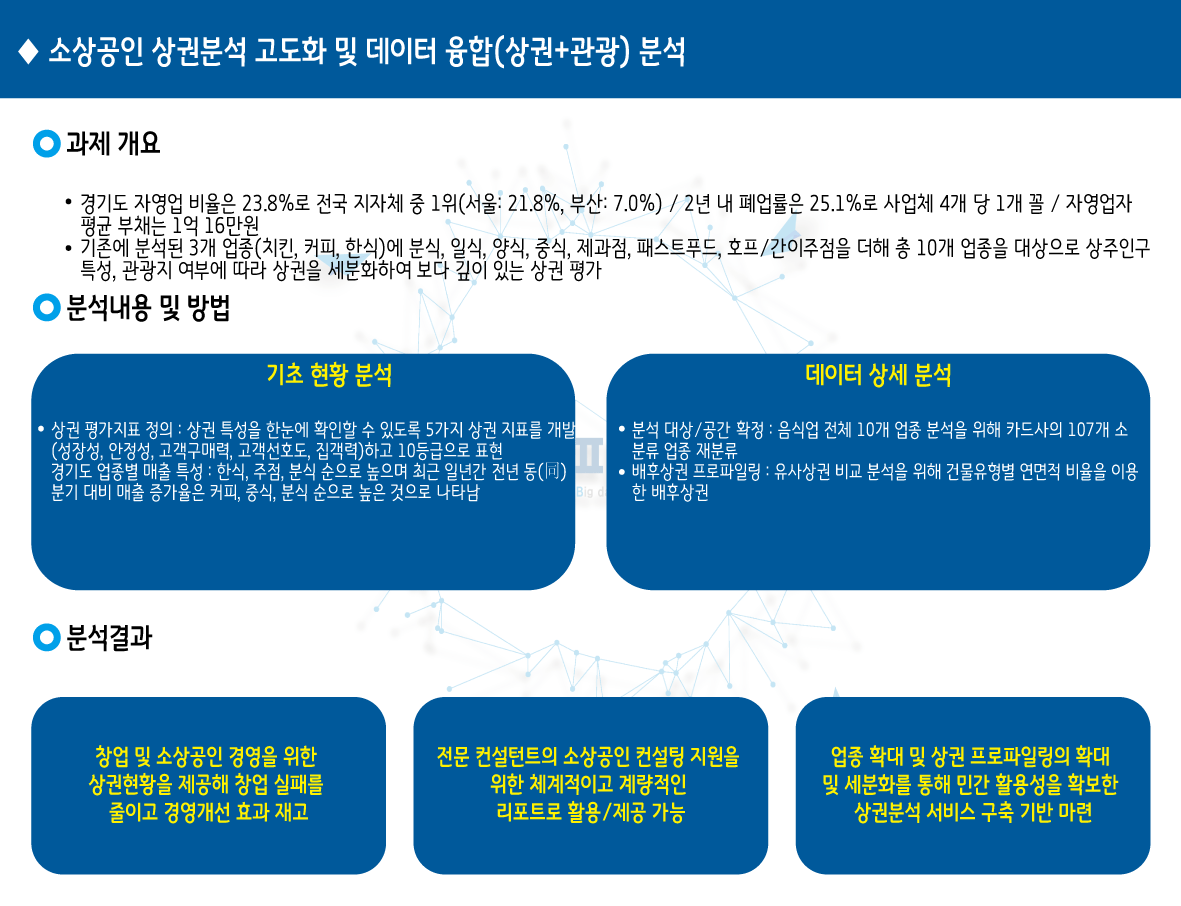 ♦ 소상공인 상권분석 고도화 및 데이터 융합(상권+관광) 분석
과제 개요
• 경기도 자영업 비율은 23.8%로 전국 지자체 중 1위(서울: 21.8%, 부산: 7.0%) / 2년 내 폐업률은 25.1%로 사업체 4개 당 1개 꼴 / 자영업자
평균 부채는 1억 16만원
• 기존에 분석된 3개 업종(치킨, 커피, 한식)에 분식, 일식, 양식, 중식, 제과점, 패스트푸드, 호프/간이주점을 더해 총 10개 업종을 대상으로 상주인구
특성, 관광지 여부에 따라 상권을 세분화하여 보다 깊이 있는 상권 평가
분석내용 및 방법
기초 현황 분석
• 상권 평가지표 정의 : 상권 특성을 한눈에 확인할 수 있도록 5가지 상권 지표를 개발
(성장성, 안정성, 고객구매력, 고객선호도, 집객력)하고 10등급으로 표현
경기도 업종별 매출 특성 : 한식, 주점, 분식 순으로 높으며 최근 일년간 전년 동(同)
분기 대비 매출 증가율은 커피, 중식, 분식 순으로 높은 것으로 나타남
데이터 상세 분석
• 분석 대상/공간 확정 : 음식업 전체 10개 업종 분석을 위해 카드사의 107개 소
분류 업종 재분류
• 배후상권 프로파일링 : 유사상권 비교 분석을 위해 건물유형별 연면적 비율을 이용
한 배후상권
Big da
분석결과
창업 및 소상공인 경영을 위한
상권현황을 제공해 창업 실패를
줄이고 경영개선 효과 재고
전문 컨설턴트의 소상공인 컨설팅 지원을
위한 체계적이고 계량적인
리포트로 활용/제공 가능
업종 확대 및 상권 프로파일링의 확대
및 세분화를 통해 민간 활용성을 확보한
상권분석 서비스 구축 기반 마련